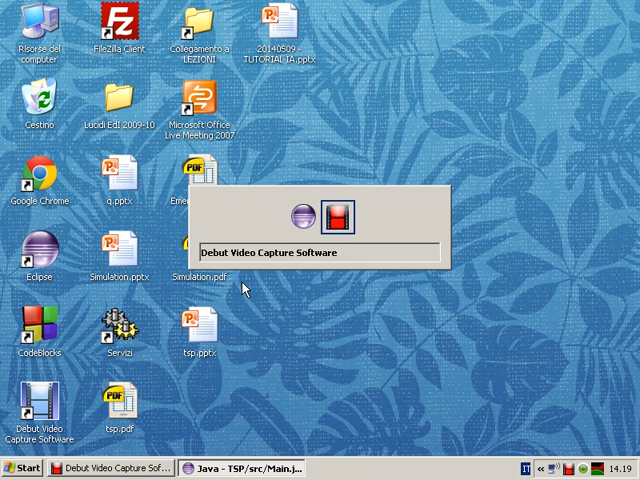 Risorse del
computer
FileZilla Client
Collegamento a
LEZIONI
20140509 -
TUTORIAL IA.pptx
Cestino
Lucidi EdI 2009-10
Microsoft Office
Live Meeting 2007
Google Chrome
q.pptx
Eclipse
Simulation.pptx
Simulation.pdf
Debut Video Capture Software
CodeBlocks
Servizi
tsp.pptx
Debut Video
Capture Software
tsp.pdf
Start
Debut Video Capture Sof...
Java - TSP/src/Main.j...
IT
14.19